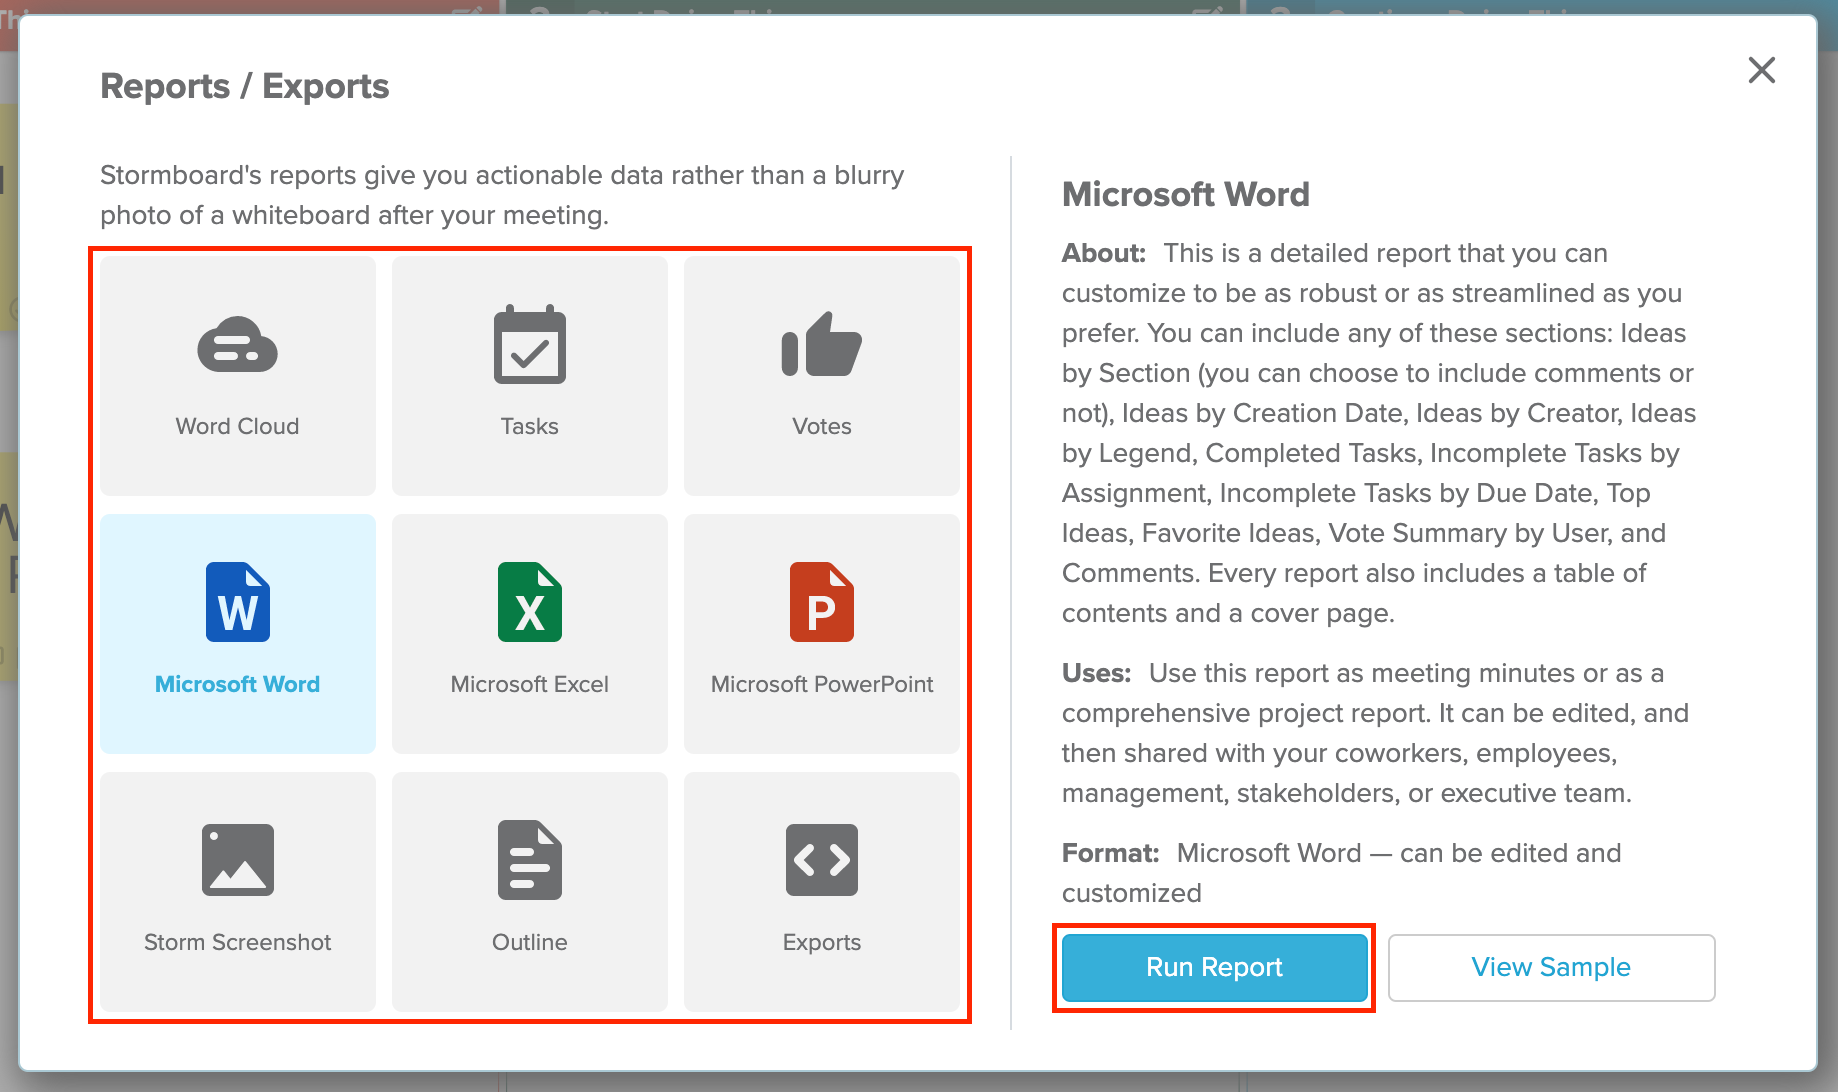 Reports / Exports
Stormboard's reports give you actionable data rather than a blurry
photo of a whiteboard after your meeting.
Word Cloud
Tasks
Votes
W
X
P
Microsoft Word
Microsoft Excel
Microsoft PowerPoint
Storm Screenshot
Outline
Exports
Microsoft Word
About: This is a detailed report that you can
customize to be as robust or as streamlined as you
prefer. You can include any of these sections: Ideas
by Section (you can choose to include comments or
not), Ideas by Creation Date, Ideas by Creator, Ideas
by Legend, Completed Tasks, Incomplete Tasks by
Assignment, Incomplete Tasks by Due Date, Top
Ideas, Favorite Ideas, Vote Summary by User, and
Comments. Every report also includes a table of
contents and a cover page.
Uses: Use this report as meeting minutes or as a
comprehensive project report. It can be edited, and
then shared with your coworkers, employees,
management, stakeholders, or executive team.
Format: Microsoft Word — can be edited and
customized
Run Report
View Sample